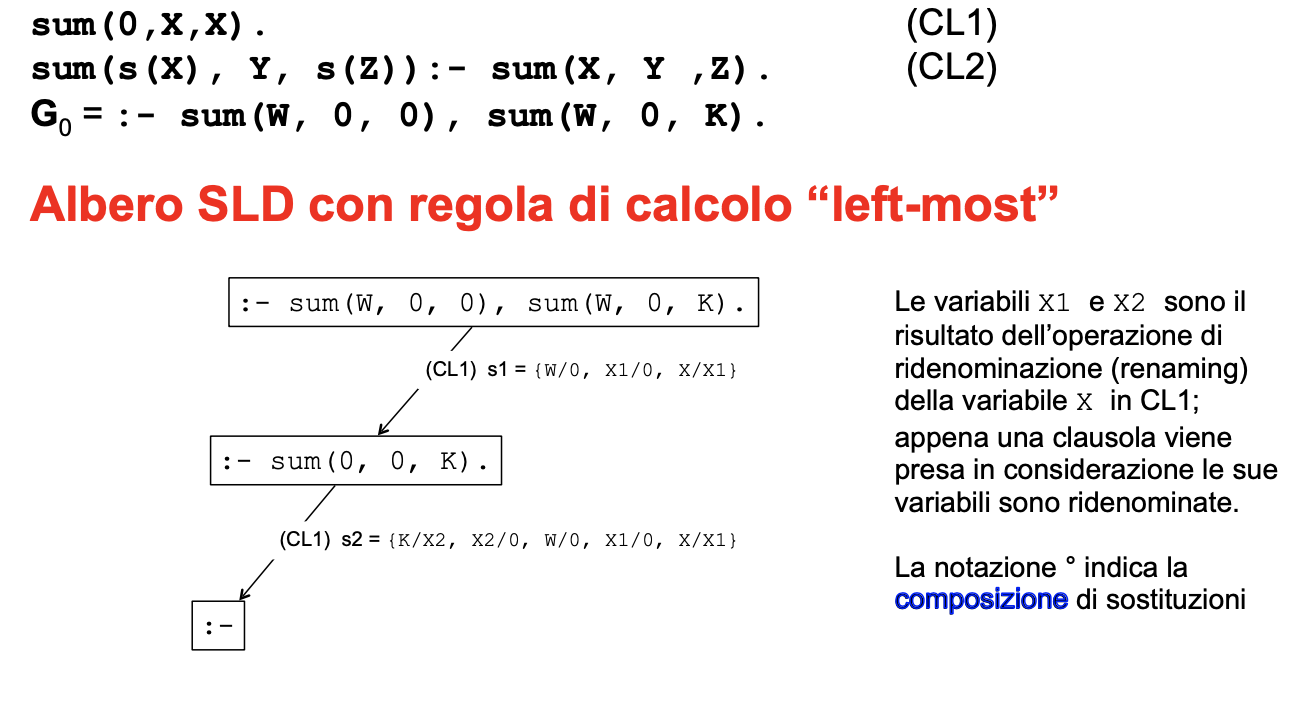 sum(0,X,X). (CL1)
sum(s(X), Y, s(Z)):- sum(X, Y ,Z). (CL2)
G0 = :- sum(W, 0, 0), sum(W, 0, K).
Albero SLD con regola di calcolo “left-most”
:- sum(W, 0, 0), sum(W, 0, K).
(CL1) s1 = {W/0, X1/0, X/X1}
:- sum(0, 0, K).
(CL1) s2 = {K/X2, X2/0, W/0, X1/0, X/X1}
:-
Le variabili X1 e X2 sono il
risultato dell’operazione di
ridenominazione (renaming)
della variabile X in CL1;
appena una clausola viene
presa in considerazione le sue
variabili sono ridenominate.
La notazione ° indica la
composizione di sostituzioni